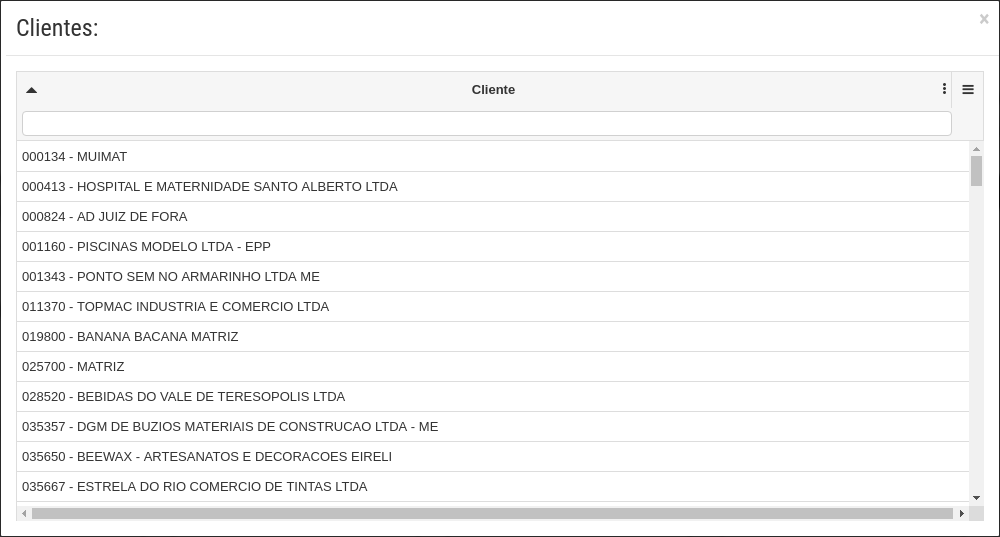 Clientes:
×
Cliente
000134 - MUIMAT
000413 - HOSPITAL E MATERNIDADE SANTO ALBERTO LTDA
000824 - AD JUIZ DE FORA
001160 - PISCINAS MODELO LTDA - EPP
001343 - PONTO SEM NO ARMARINHO LTDA ME
011370 - TOPMAC INDUSTRIA E COMERCIO LTDA
019800 - BANANA BACANA MATRIZ
025700 - MATRIZ
028520 - BEBIDAS DO VALE DE TERESOPOLIS LTDA
035357 - DGM DE BUZIOS MATERIAIS DE CONSTRUCAO LTDA - ME
035650 - BEEWAX - ARTESANATOS E DECORACOES EIRELI
035667 - ESTRELA DO RIO COMERCIO DE TINTAS LTDA